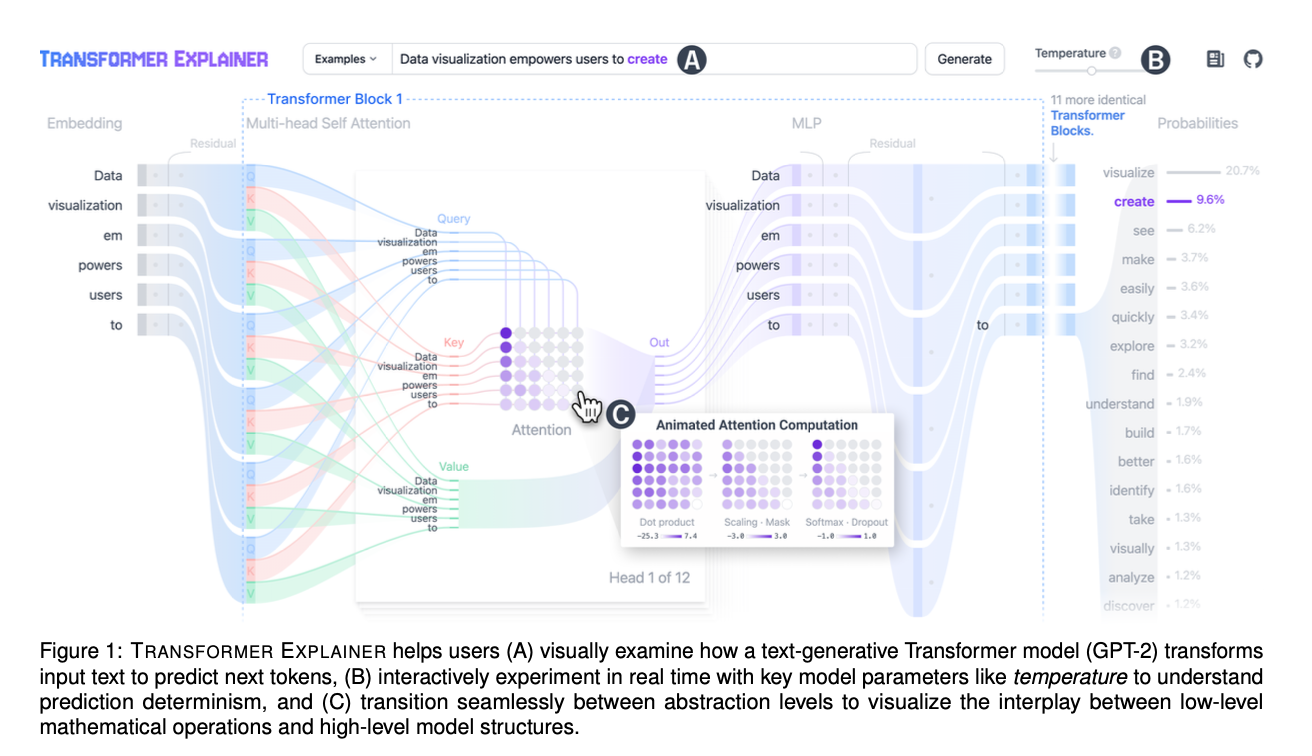 TRANSFORMER EXPLAINER
Examples
Data visualization empowers users to create
A
Generate
Temperature
?
B
Transformer Block 1
11 more identical
Transformer
Blocks.
Embedding
Multi-head Self Attention
MLP
Probabilities
Residual
Residual
Data
visualization
em
powers
users
to
Q
K
V
Q
K
V
Q
K
V
Q
K
V
Q
K
V
Q
K
V
Query
Data
visualization
em
powers
users
to
Key
Data
visualization
em
powers
users
to
Attention
Value
Data
visualization
em
powers
users
to
Out
Head 1 of 12
C
Animated Attention Computation
Dot product
-25.3 7.4
Scaling · Mask
-3.0 3.0
Softmax · Dropout
-1.0 1.0
Data
visualization
em
powers
users
to
to
visualize 20.7%
create 9.6%
see 6.2%
make 3.7%
easily 3.6%
quickly 3.4%
explore 3.2%
find 2.4%
understand 1.9%
build 1.7%
better 1.6%
identify 1.6%
take 1.3%
visually 1.3%
analyze 1.2%
discover 1.2%
Figure 1: TRANSFORMER EXPLAINER helps users (A) visually examine how a text-generative Transformer model (GPT-2) transforms
input text to predict next tokens, (B) interactively experiment in real time with key model parameters like temperature to understand
prediction determinism, and (C) transition seamlessly between abstraction levels to visualize the interplay between low-level
mathematical operations and high-level model structures.